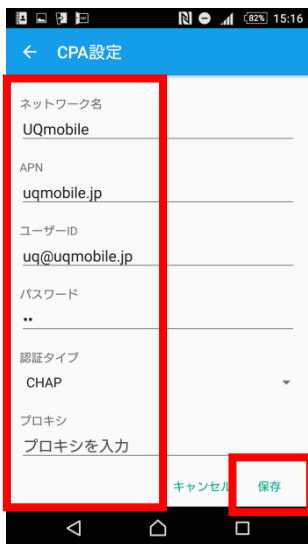 82% 15:16
CPA設定
ネットワーク名
UQmobile
APN
uqmobile.jp
ユーザーID
uq@uqmobile.jp
パスワード
••
認証タイプ
CHAP
プロキシ
プロキシを入力
キャンセル 保存